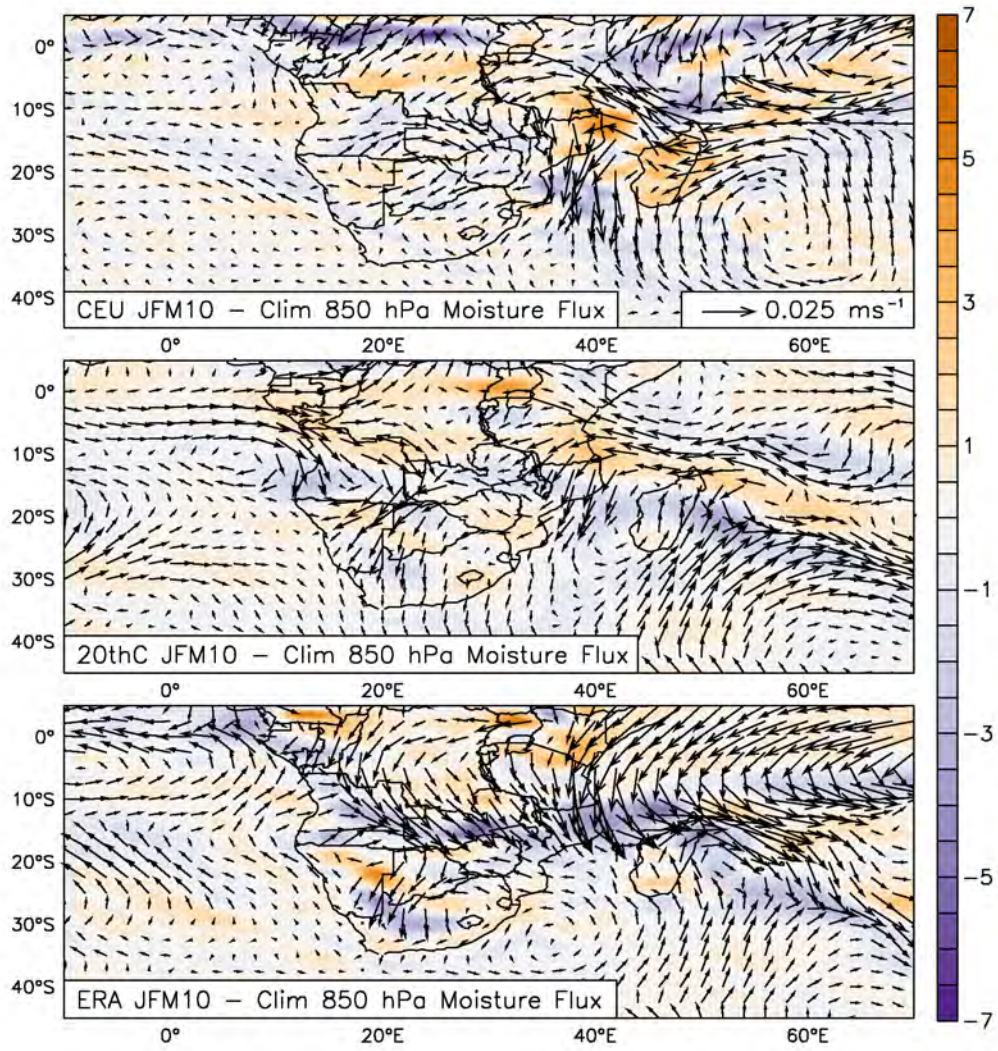 7
0°
10°S
20°S
30°S
40°S
CEU JFM10 – Clim 850 hPa Moisture Flux
0.025 ms⁻¹
0° 20°E 40°E 60°E
5
3
0°
10°S
20°S
30°S
40°S
20thC JFM10 – Clim 850 hPa Moisture Flux
0° 20°E 40°E 60°E
1
−1
0°
10°S
20°S
30°S
40°S
ERA JFM10 – Clim 850 hPa Moisture Flux
0° 20°E 40°E 60°E
−3
−5
−7